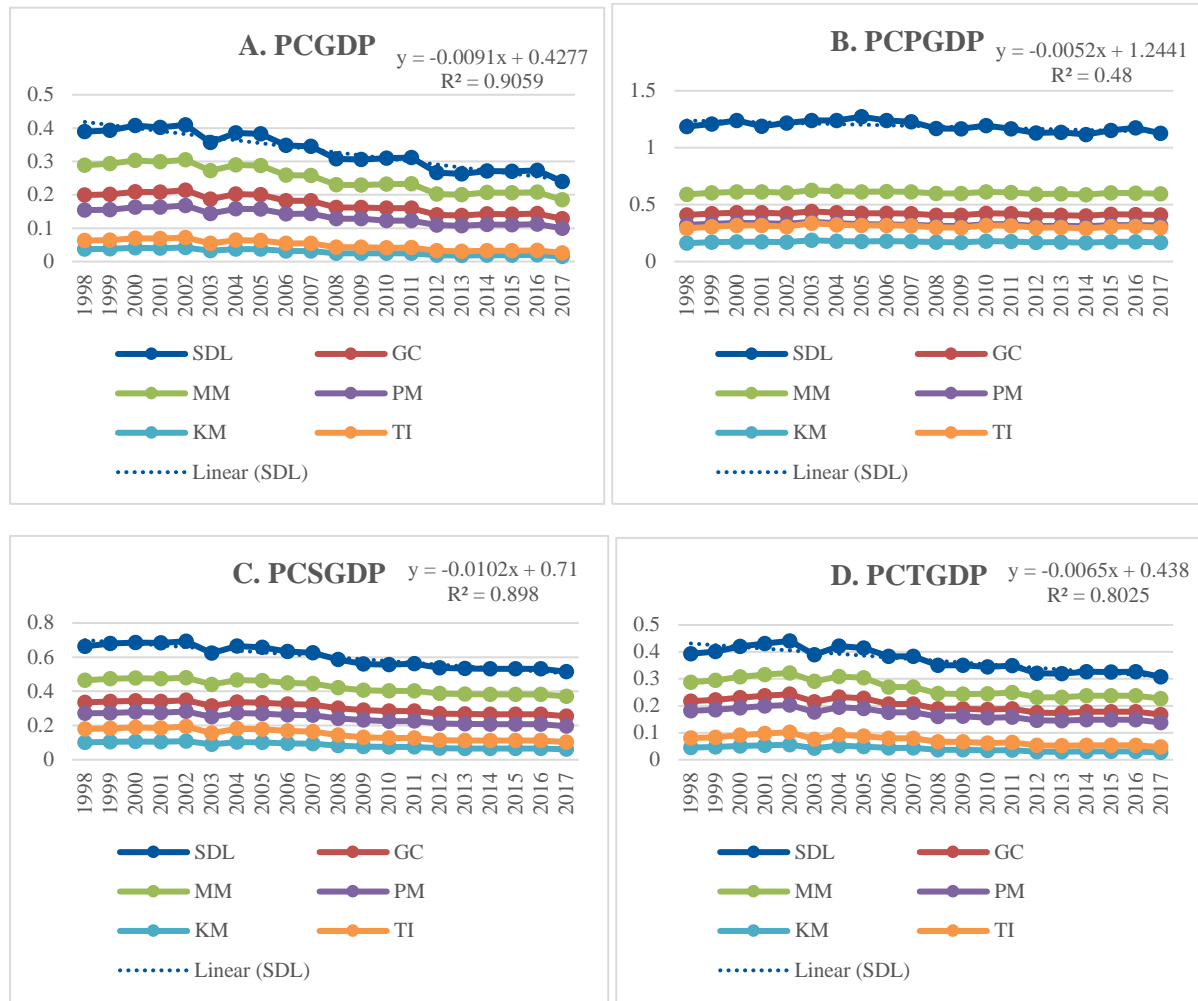 A. PCGDP
y = -0.0091x + 0.4277
R² = 0.9059
0.5
0.4
0.3
0.2
0.1
0
1998 1999 2000 2001 2002 2003 2004 2005 2006 2007 2008 2009 2010 2011 2012 2013 2014 2015 2016 2017
SDL GC
MM PM
KM TI
Linear (SDL)
B. PCPGDP
y = -0.0052x + 1.2441
R² = 0.48
1.5
1
0.5
0
1998 1999 2000 2001 2002 2003 2004 2005 2006 2007 2008 2009 2010 2011 2012 2013 2014 2015 2016 2017
SDL GC
MM PM
KM TI
Linear (SDL)
C. PCSGDP
y = -0.0102x + 0.71
R² = 0.898
0.8
0.6
0.4
0.2
0
1998 1999 2000 2001 2002 2003 2004 2005 2006 2007 2008 2009 2010 2011 2012 2013 2014 2015 2016 2017
SDL GC
MM PM
KM TI
Linear (SDL)
D. PCTGDP
y = -0.0065x + 0.438
R² = 0.8025
0.5
0.4
0.3
0.2
0.1
0
1998 1999 2000 2001 2002 2003 2004 2005 2006 2007 2008 2009 2010 2011 2012 2013 2014 2015 2016 2017
SDL GC
MM PM
KM TI
Linear (SDL)